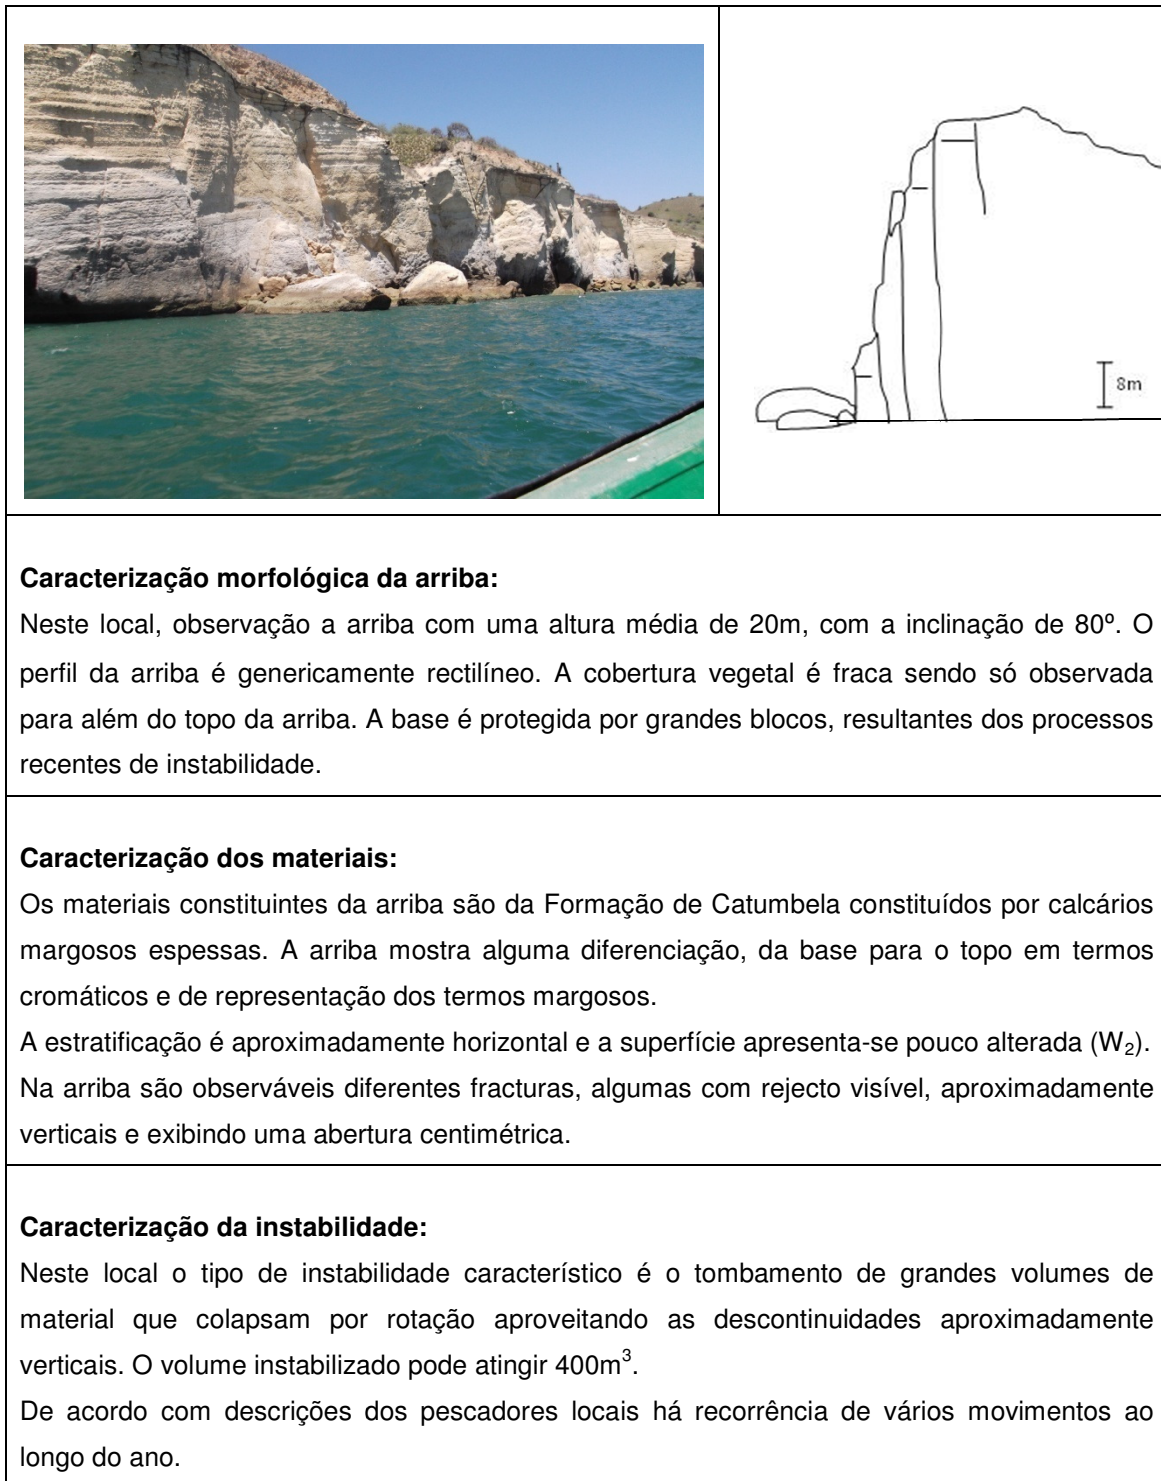 8m
Caracterização morfológica da arriba:
Neste local, observação a arriba com uma altura média de 20m, com a inclinação de 80º. O
perfil da arriba é genericamente rectilíneo. A cobertura vegetal é fraca sendo só observada
para além do topo da arriba. A base é protegida por grandes blocos, resultantes dos processos
recentes de instabilidade.
Caracterização dos materiais:
Os materiais constituintes da arriba são da Formação de Catumbela constituídos por calcários
margosos espessas. A arriba mostra alguma diferenciação, da base para o topo em termos
cromáticos e de representação dos termos margosos.
A estratificação é aproximadamente horizontal e a superfície apresenta-se pouco alterada (W₂).
Na arriba são observáveis diferentes fracturas, algumas com rejecto visível, aproximadamente
verticais e exibindo uma abertura centimétrica.
Caracterização da instabilidade:
Neste local o tipo de instabilidade característico é o tombamento de grandes volumes de
material que colapsam por rotação aproveitando as descontinuidades aproximadamente
verticais. O volume instabilizado pode atingir 400m³.
De acordo com descrições dos pescadores locais há recorrência de vários movimentos ao
longo do ano.